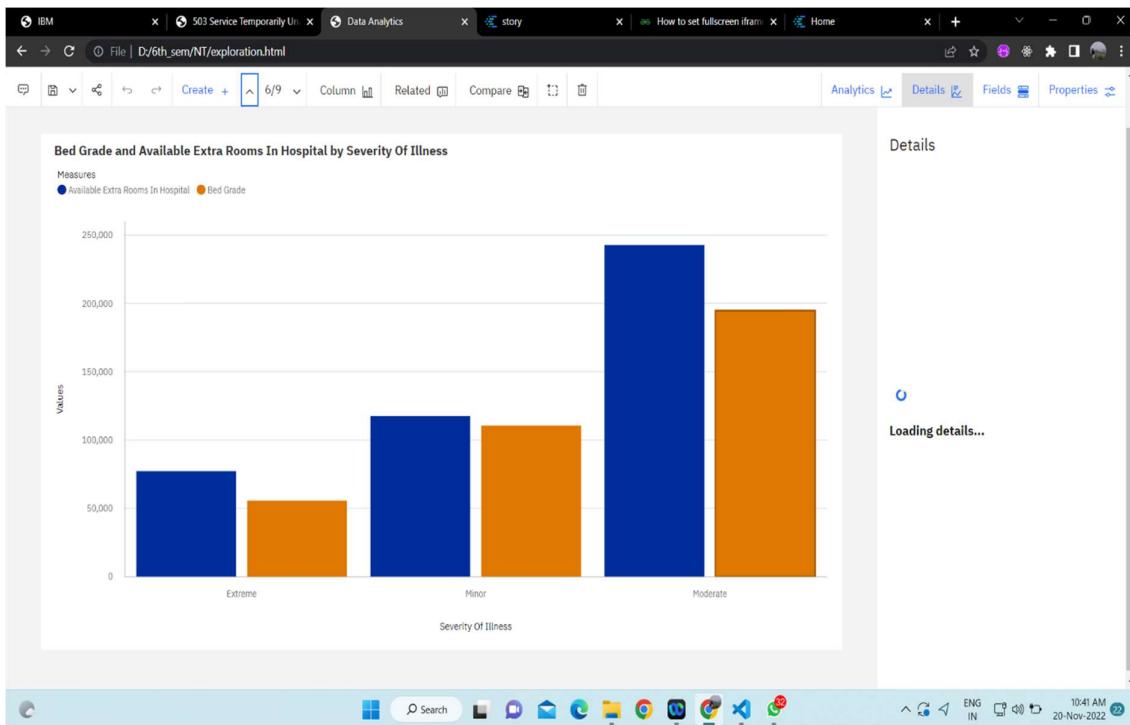 IBM
503 Service Temporarily Un
Data Analytics
story
How to set fullscreen ifram
Home
File | D:/6th_sem/NT/exploration.html
Create + 6/9 Column Related Compare Analytics Details Fields Properties
Bed Grade and Available Extra Rooms In Hospital by Severity Of Illness
Details
Measures
Available Extra Rooms In Hospital Bed Grade
250,000
200,000
150,000
100,000
50,000
0
Values
Extreme Minor Moderate
Severity Of Illness
Loading details...
Search
32
ENG
IN
10:41 AM
20-Nov-2022
22